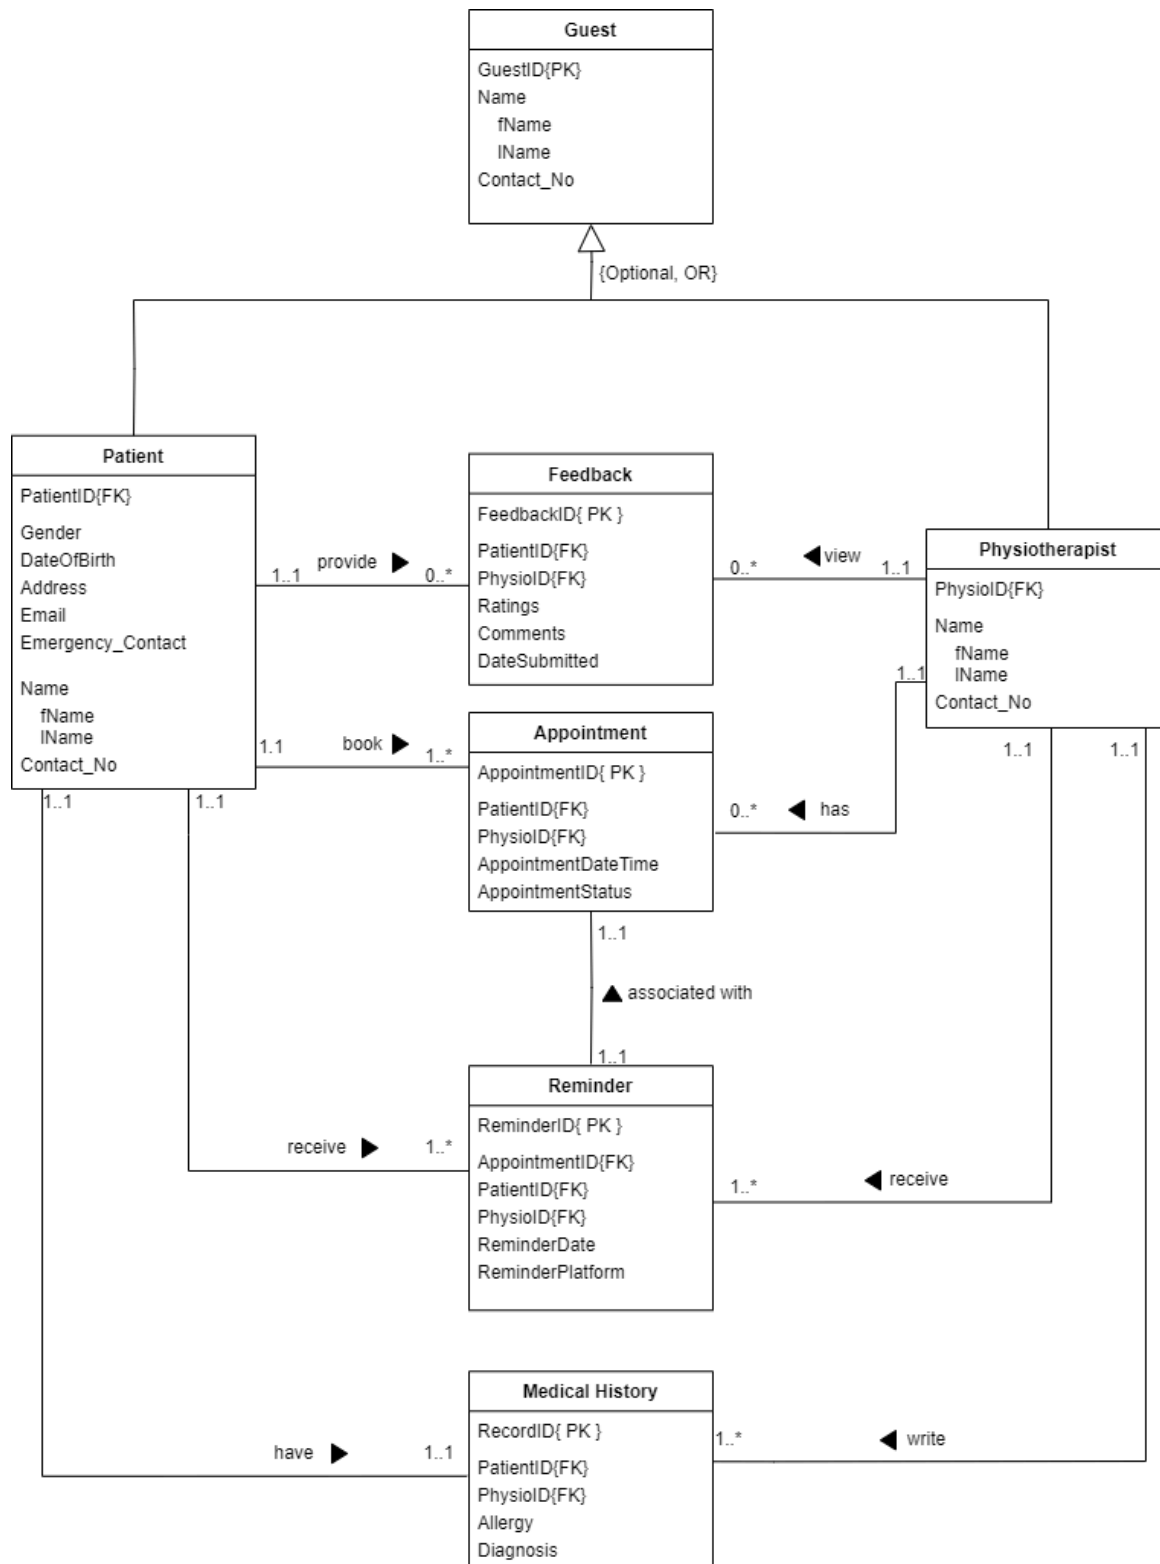 Guest
GuestID{PK}
Name
fName
lName
Contact_No
{Optional, OR}
Patient
PatientID{FK}
Gender
DateOfBirth
Address
Email
Emergency_Contact
Name
fName
lName
Contact_No
1..1
provide
0..*
Feedback
FeedbackID{ PK }
PatientID{FK}
PhysioID{FK}
Ratings
Comments
DateSubmitted
0..*
view
1..1
Physiotherapist
PhysioID{FK}
Name
fName
lName
Contact_No
1.1
book
1..*
Appointment
AppointmentID{ PK }
PatientID{FK}
PhysioID{FK}
AppointmentDateTime
AppointmentStatus
0..*
has
1..1
1..1
1..1
1..1
1..1
1..1
associated with
1..1
receive
1..*
Reminder
ReminderID{ PK }
AppointmentID{FK}
PatientID{FK}
PhysioID{FK}
ReminderDate
ReminderPlatform
1..*
receive
have
1..1
Medical History
RecordID{ PK }
PatientID{FK}
PhysioID{FK}
Allergy
Diagnosis
1..*
write